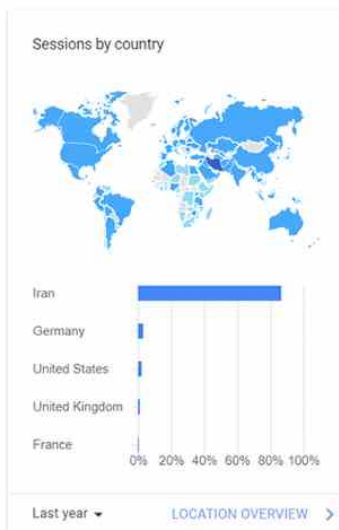 Sessions by country
Iran
Germany
United States
United Kingdom
France
0% 20% 40% 60% 80% 100%
Last year
LOCATION OVERVIEW